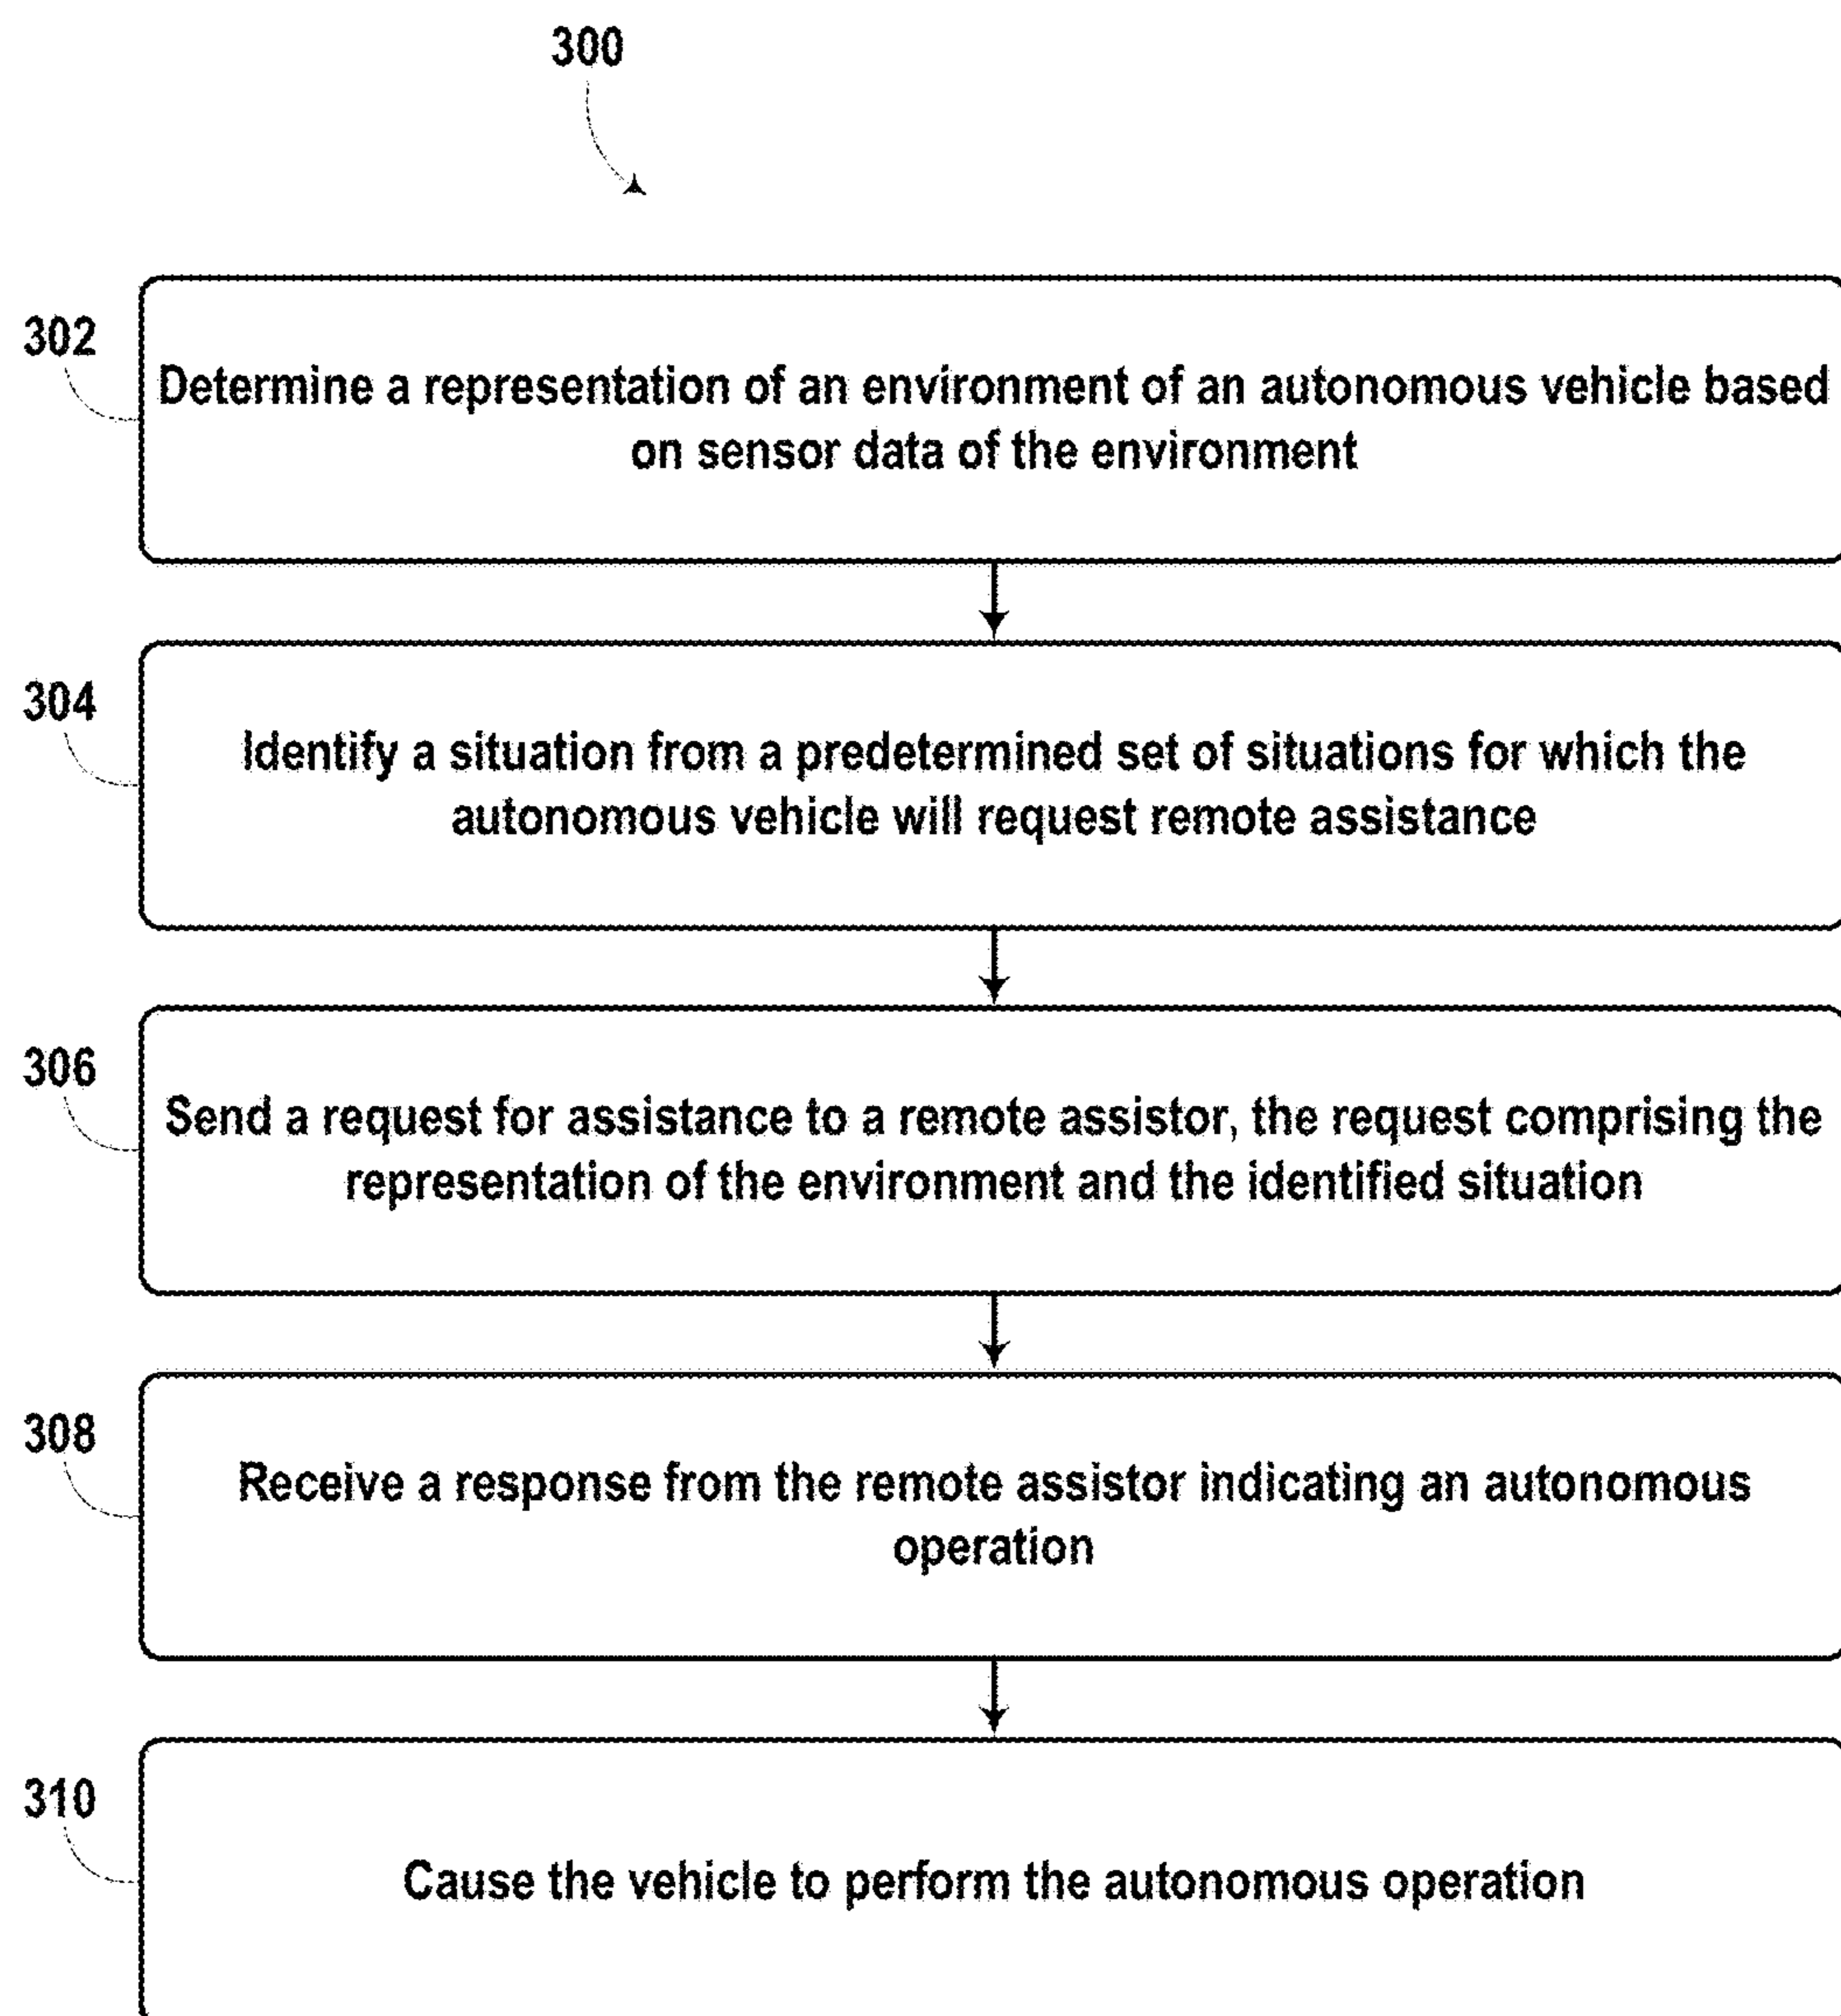 300
302
Determine a representation of an environment of an autonomous vehicle based
on sensor data of the environment
304
Identify a situation from a predetermined set of situations for which the
autonomous vehicle will request remote assistance
306
Send a request for assistance to a remote assistor, the request comprising the
representation of the environment and the identified situation
308
Receive a response from the remote assistor indicating an autonomous
operation
310
Cause the vehicle to perform the autonomous operation